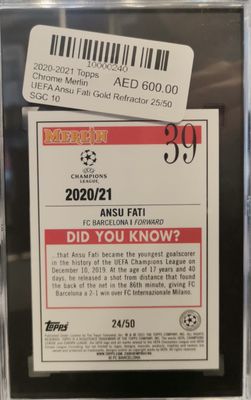 10000240
2020-2021 Topps
Chrome Merlin
AED 600.00
UEFA Ansu Fati Gold Refractor 25/50
SGC 10
MERLIN
39
CHAMPIONS
LEAGUE
2020/21
ANSU FATI
FC BARCELONA | FORWARD
DID YOU KNOW?
...that Ansu Fati became the youngest goalscorer
in the history of the UEFA Champions League on
December 10, 2019. At the age of 17 years and 40
days, he released a shot from distance that found
the back of the net in the 86th minute, giving FC
Barcelona a 2-1 win over FC Internazionale Milano.
Topps
24/50
© FC BARCELONA